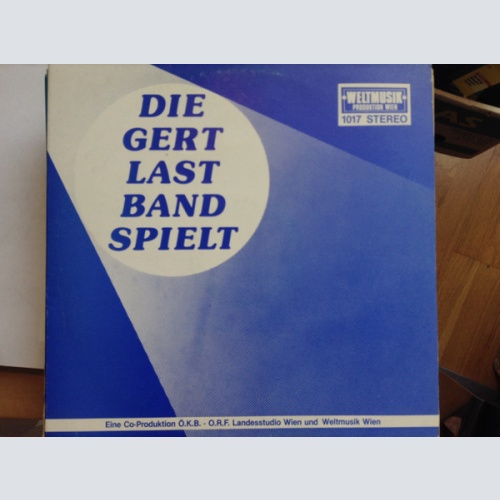 DIE
GERT
LAST
BAND
SPIELT
WELTMUSIK
PRODUKTION WIEN
1017 STEREO
Eine Co-Produktion Ö.K.B. - O.R.F. Landesstudio Wien und Weltmusik Wien